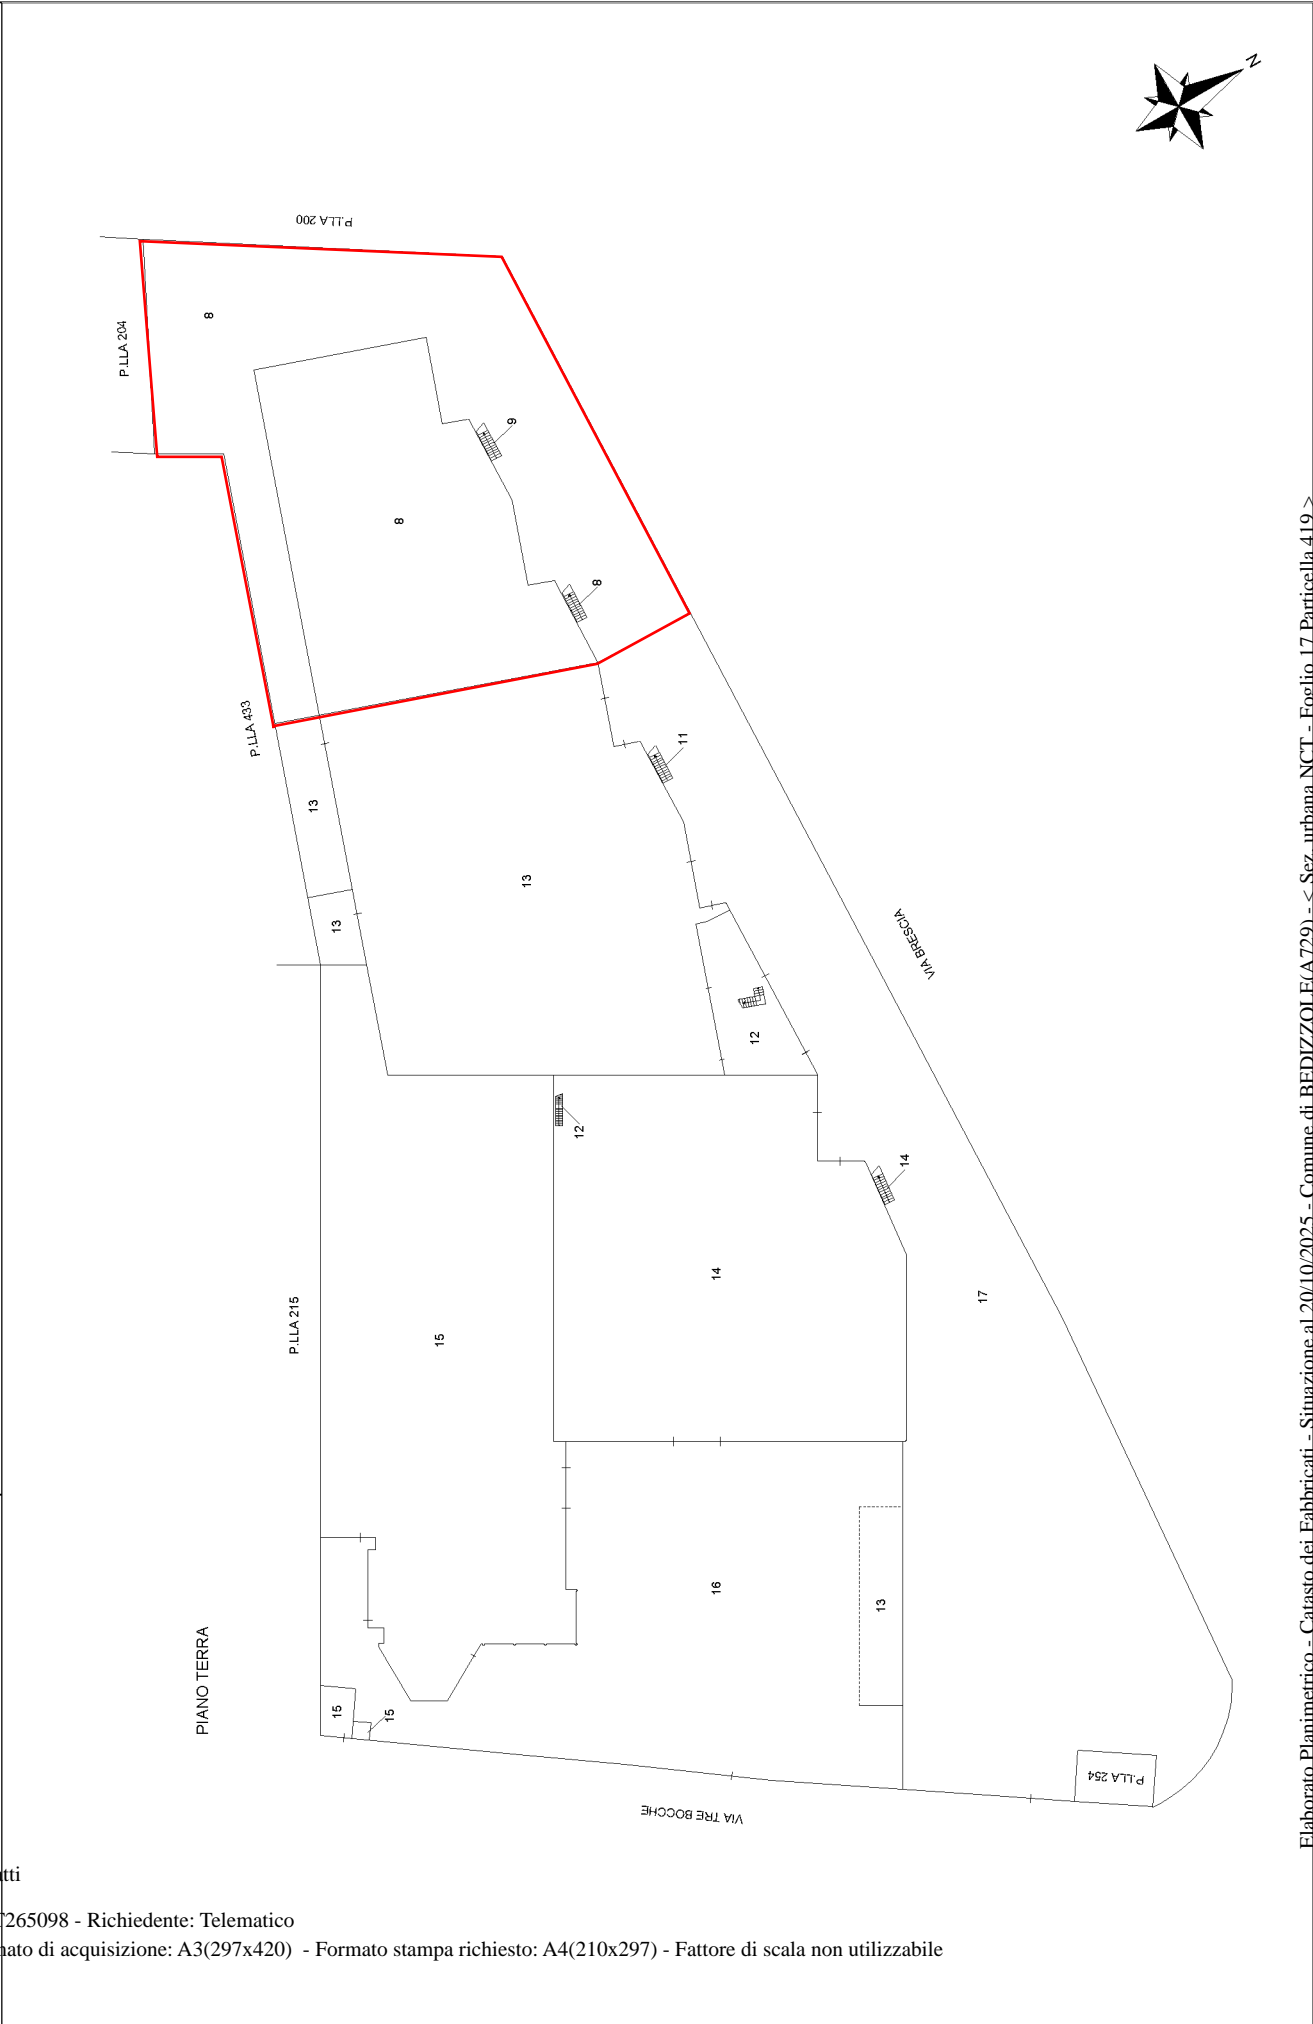 N
P.LLA 200
P.LLA 204
8
9
8
8
P.LLA 433
11
13
13
13
VIA BRESCIA
12
12
14
14
17
P.LLA 215
15
16
13
PIANO TERRA
15
15
P.LLA 254
VIA TRE BOCCHE
Elaborato Planimetrico - Catasto dei Fabbricati - Situazione al 20/10/2025 - Comune di BEDIZZOLE(A729) - < Sez. urbana NCT - Foglio 17 Particella 419 >
tti
T265098 - Richiedente: Telematico
mato di acquisizione: A3(297x420) - Formato stampa richiesto: A4(210x297) - Fattore di scala non utilizzabile